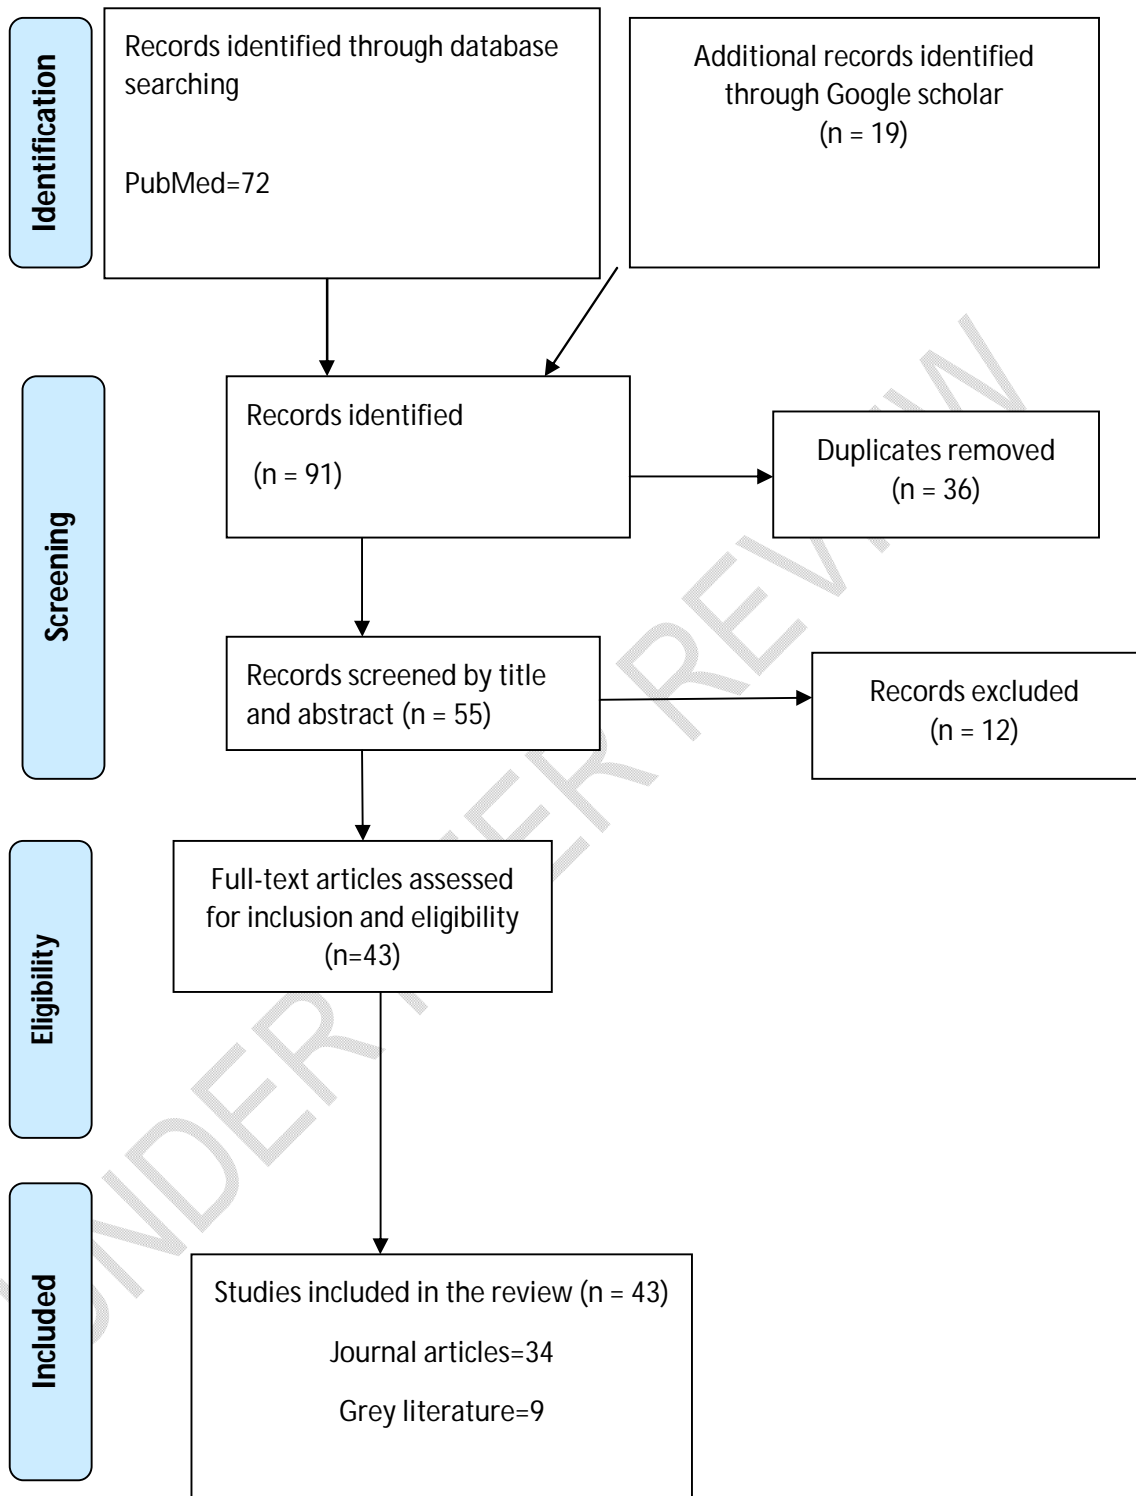 Identification
Records identified through database
searching
PubMed=72
Additional records identified
through Google scholar
(n = 19)
Screening
Records identified
(n = 91)
Duplicates removed
(n = 36)
Records screened by title
and abstract (n = 55)
Records excluded
(n = 12)
Eligibility
Full-text articles assessed
for inclusion and eligibility
(n=43)
Included
Studies included in the review (n = 43)
Journal articles=34
Grey literature=9
UNDER PEER REVIEW